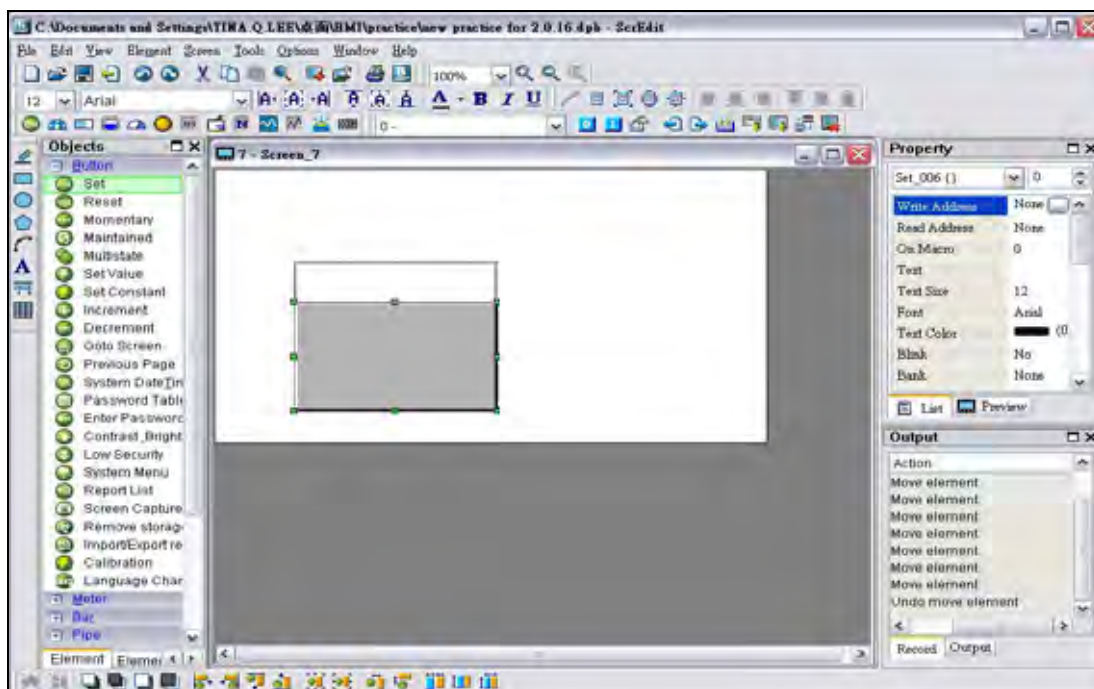 C:\Documents and Settings\TINA.Q.LEE\桌面\HMI\practice\new practice for 2.0.16.dpb - ScrEdit
File Edit View Element Screen Tools Options Window Help
100%
12 Arial A A A A A A A B I U
0 -
Objects
Button
Set
Reset
Momentary
Maintained
Multistate
Set Value
Set Constant
Increment
Decrement
Goto Screen
Previous Page
System DateTin
Password Table
Enter Password
Contrast_Bright
Low Security
System Menu
Report List
Screen Capture
Remove storag
Import/Export re
Calibration
Language Char
Meter
Bar
Pipe
Element Elemer
7 - Screen_7
Property
Set_006 () 0
Write Address None
Read Address None
On Macro 0
Text
Text Size 12
Font Arial
Text Color (0
Blink No
Bank None
List Preview
Output
Action
Move element
Move element
Move element
Move element
Move element
Move element
Move element
Undo move element
Record Output